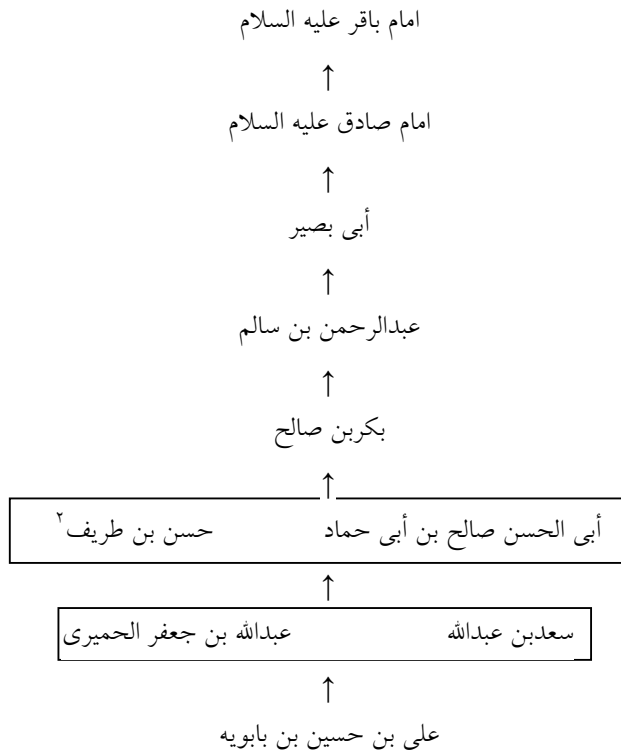 امام باقر علیه السلام
↑
امام صادق علیه السلام
↑
أبی بصیر
↑
عبدالرحمن بن سالم
↑
بکربن صالح
↑
أبی الحسن صالح بن أبی حماد حسن بن طریف۲
↑
سعدبن عبدالله عبدالله بن جعفر الحمیری
↑
علی بن حسین بن بابویه